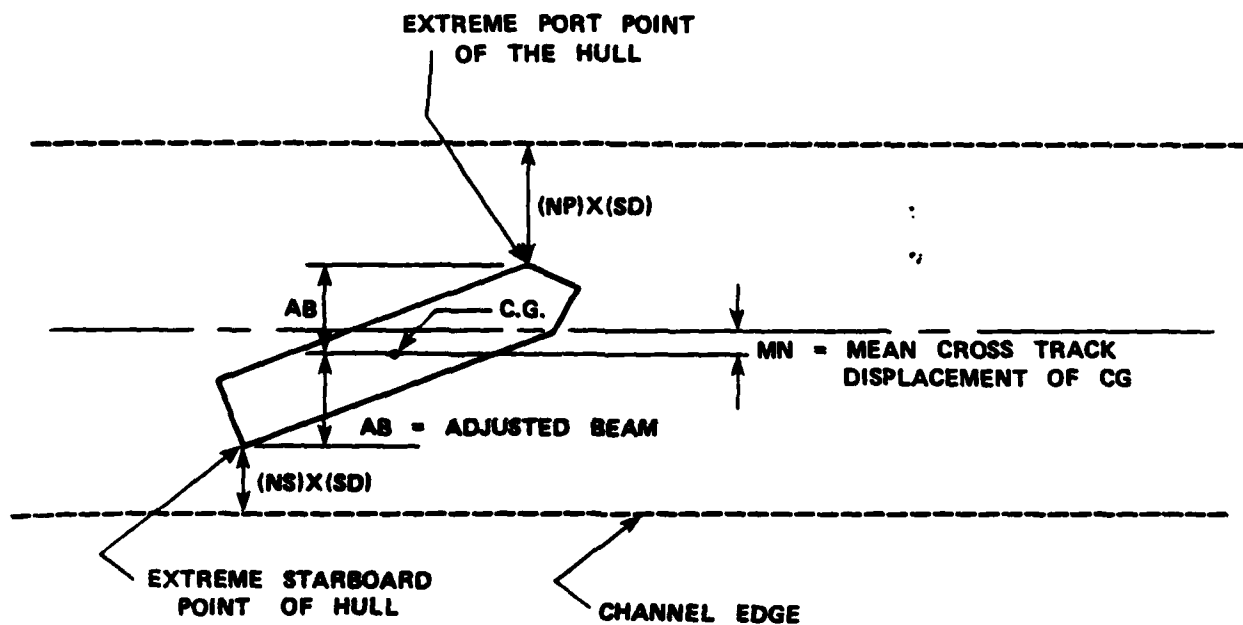 EXTREME PORT POINT
OF THE HULL
(NP)X(SD)
AB
C.G.
MN = MEAN CROSS TRACK
DISPLACEMENT OF CG
AB = ADJUSTED BEAM
(NS)X(SD)
EXTREME STARBOARD
POINT OF HULL
CHANNEL EDGE